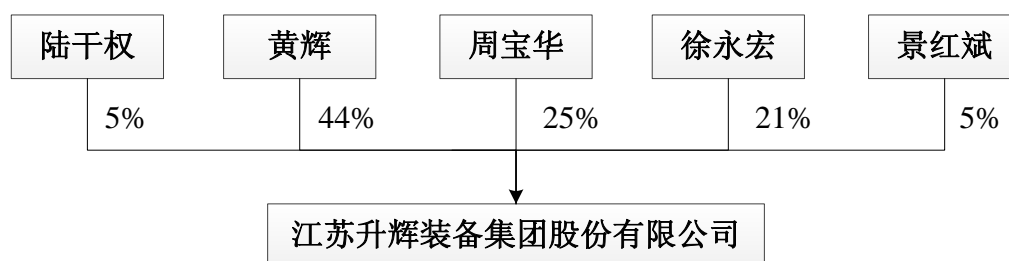 陆干权 黄辉 周宝华 徐永宏 景红斌
5% 44% 25% 21% 5%
江苏升辉装备集团股份有限公司